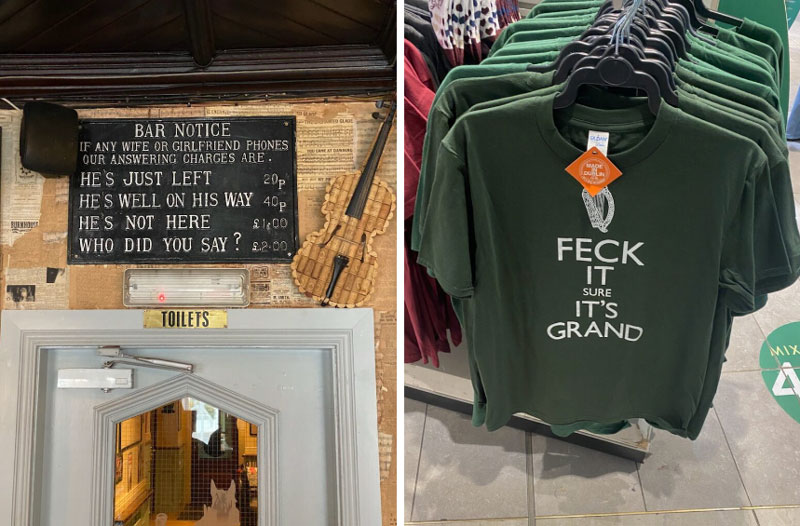 BAR NOTICE
IF ANY WIFE OR GIRLFRIEND PHONES
OUR ANSWERING CHARGES ARE.
HE'S JUST LEFT 20p
HE'S WELL ON HIS WAY 40p
HE'S NOT HERE £1·00
WHO DID YOU SAY? £2·00
TOILETS
MADE
IN
DUBLIN
FECK
IT
SURE
IT'S
GRAND
MIX